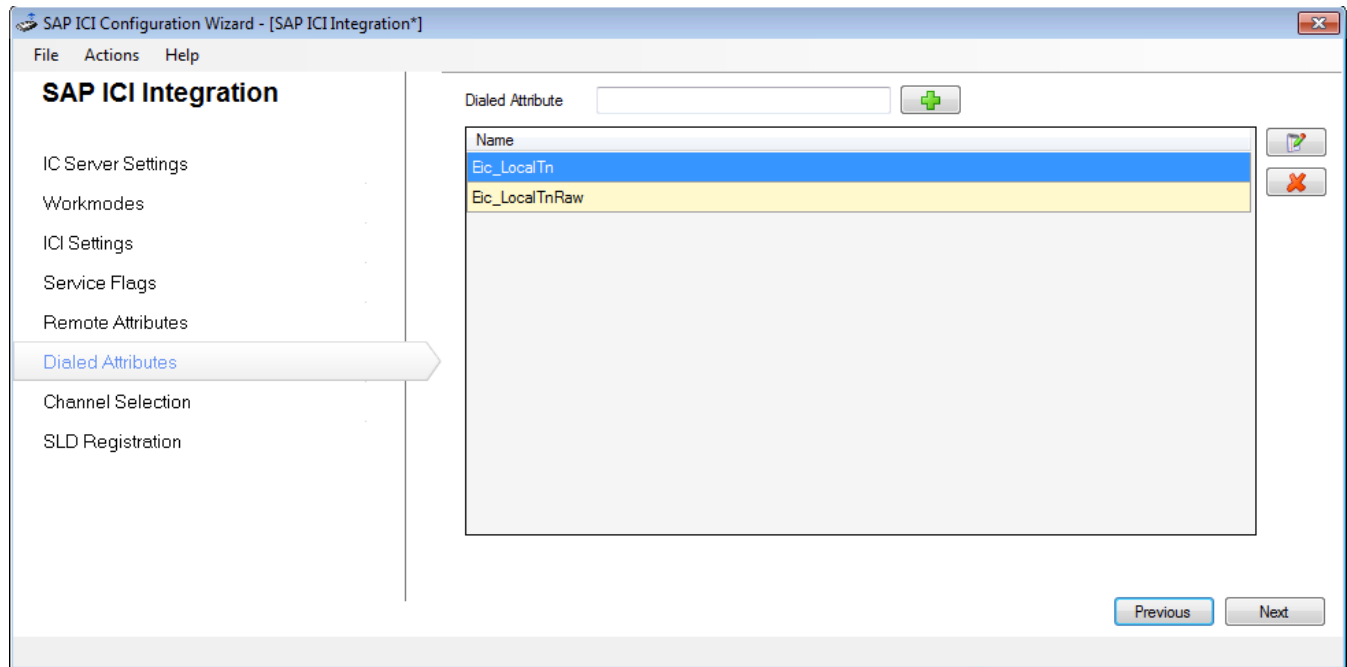 SAP ICI Configuration Wizard - [SAP ICI Integration*]
File Actions Help
SAP ICI Integration
IC Server Settings
Workmodes
ICI Settings
Service Flags
Remote Attributes
Dialed Attributes
Channel Selection
SLD Registration
Dialed Attribute
Name
Eic_LocalTn
Eic_LocalTnRaw
Previous Next